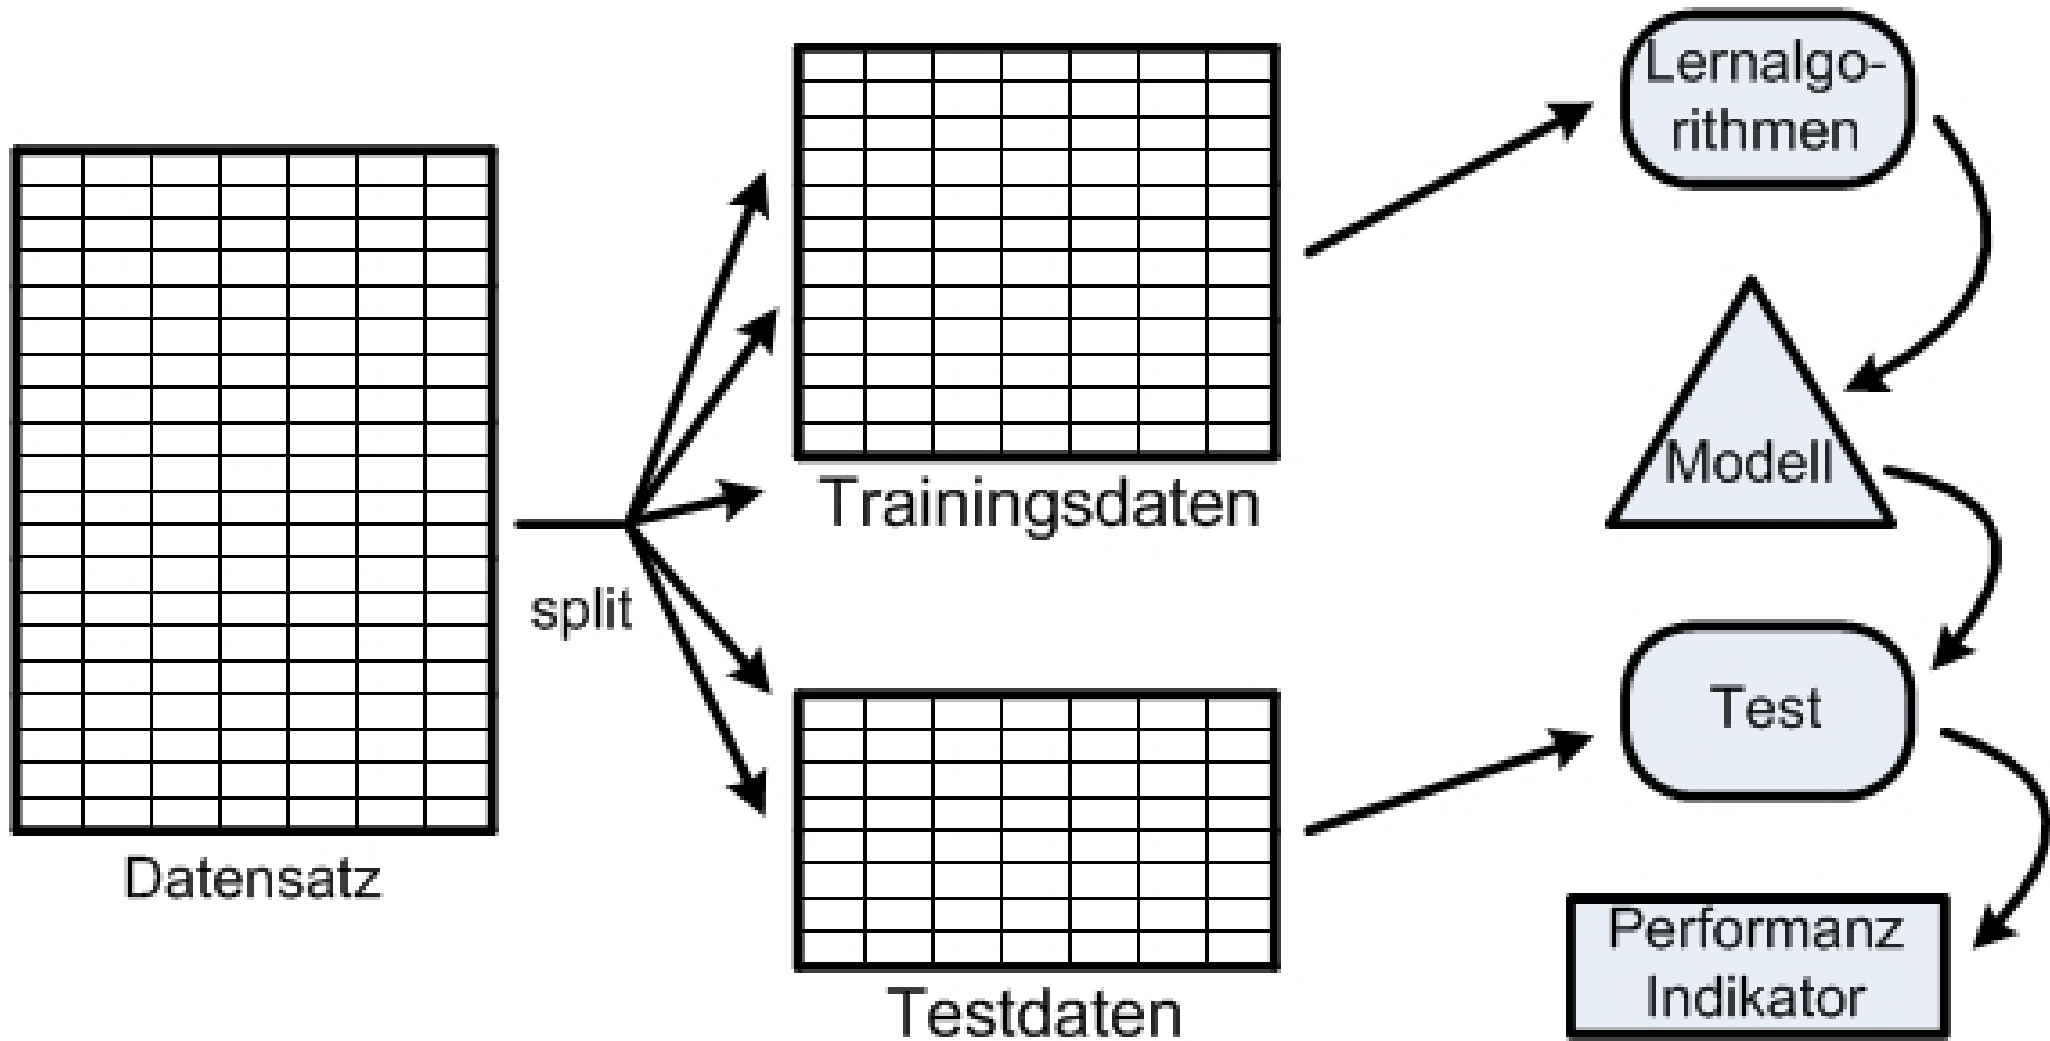 Datensatz
split
Trainingsdaten
Testdaten
Lernalgo-
rithmen
Modell
Test
Performanz
Indikator